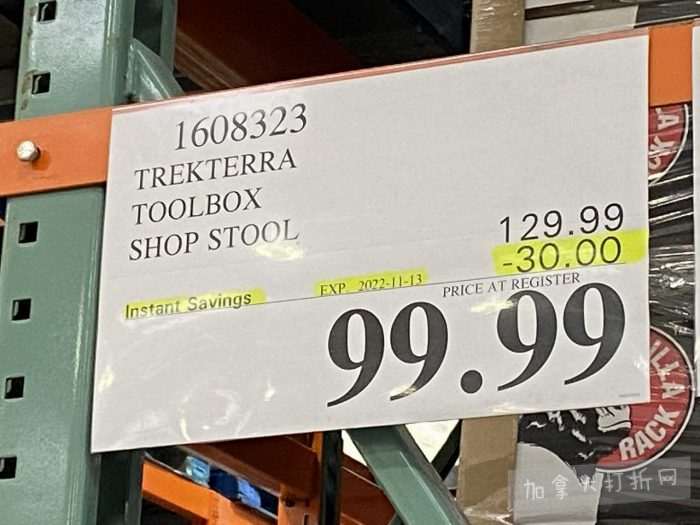 1608323
TREKTERRA
TOOLBOX
SHOP STOOL
129.99
-30.00
Instant Savings
EXP. 2022-11-13
PRICE AT REGISTER
99.99
RACK A
加拿大打折网